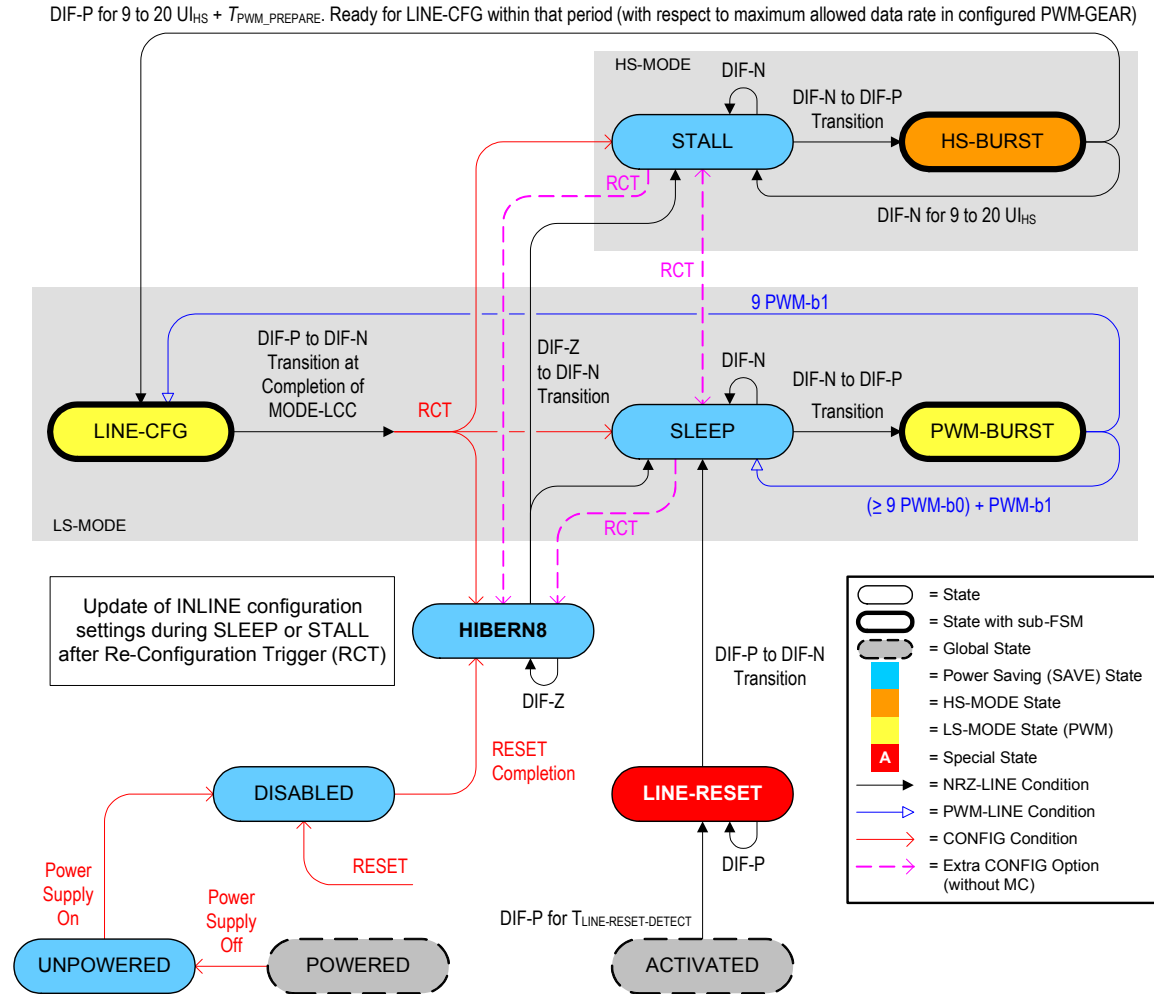 DIF-P for 9 to 20 UIHS + TPWM_PREPARE. Ready for LINE-CFG within that period (with respect to maximum allowed data rate in configured PWM-GEAR)
HS-MODE
DIF-N
DIF-N to DIF-P
Transition
STALL
HS-BURST
RCT
DIF-N for 9 to 20 UIHS
RCT
9 PWM-b1
DIF-P to DIF-N
Transition at
Completion of
MODE-LCC
DIF-Z
to DIF-N
Transition
DIF-N
DIF-N to DIF-P
Transition
LINE-CFG
RCT
SLEEP
PWM-BURST
(≥ 9 PWM-b0) + PWM-b1
LS-MODE
RCT
Update of INLINE configuration
settings during SLEEP or STALL
after Re-Configuration Trigger (RCT)
HIBERN8
DIF-Z
DIF-P to DIF-N
Transition
RESET
Completion
DISABLED
LINE-RESET
DIF-P
RESET
Power
Supply
On
Power
Supply
Off
DIF-P for TLINE-RESET-DETECT
UNPOWERED
POWERED
ACTIVATED
= State
= State with sub-FSM
= Global State
= Power Saving (SAVE) State
= HS-MODE State
= LS-MODE State (PWM)
A = Special State
= NRZ-LINE Condition
= PWM-LINE Condition
= CONFIG Condition
= Extra CONFIG Option
(without MC)